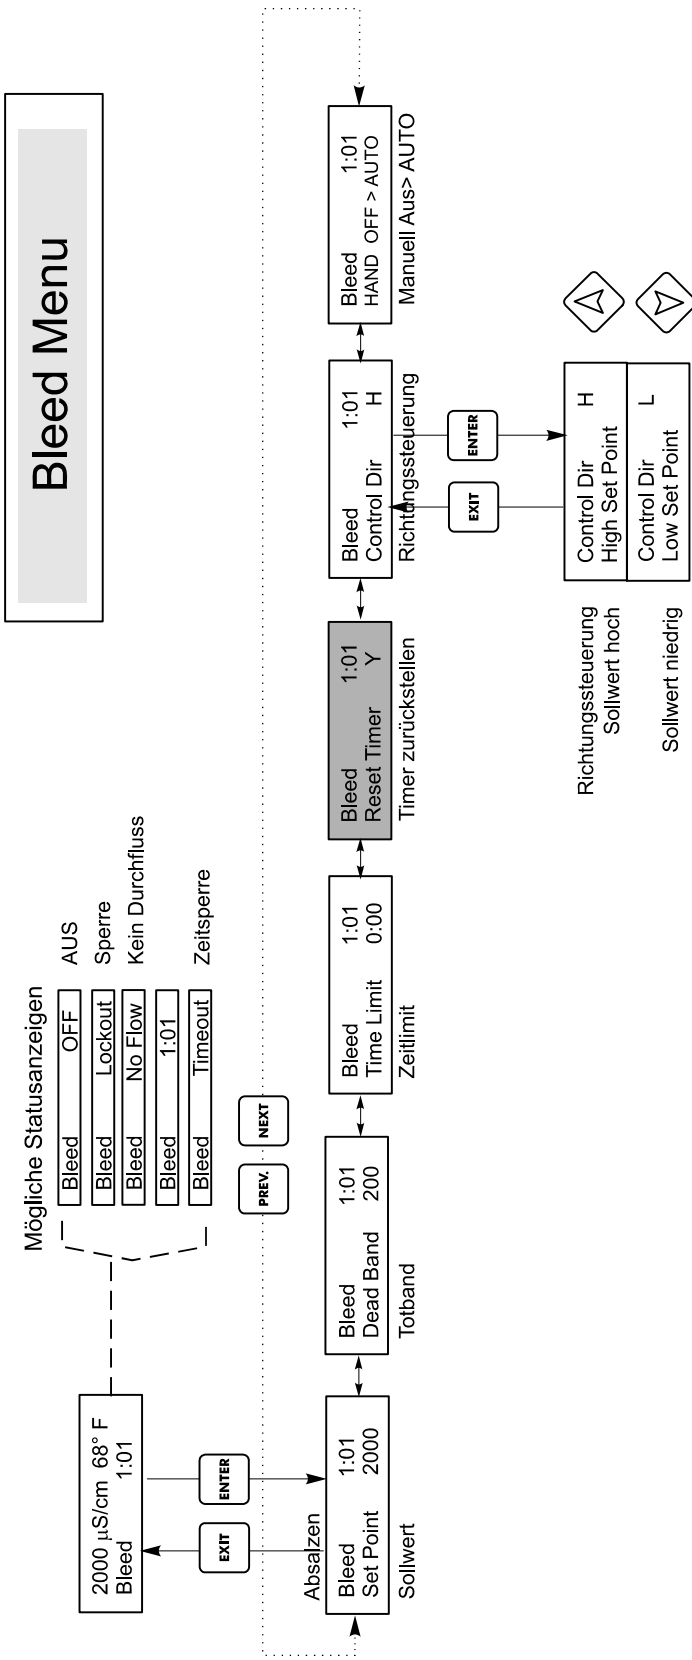 Bleed Menu
2000 μS/cm 68° F
Bleed 1:01
Mögliche Statusanzeigen
Bleed OFF AUS
Bleed Lockout Sperre
Bleed No Flow Kein Durchfluss
Bleed 1:01
Bleed Timeout Zeitsperre
EXIT
ENTER
PREV.
NEXT
Absalzen
Bleed 1:01
Set Point 2000
Sollwert
Bleed 1:01
Dead Band 200
Totband
Bleed 1:01
Time Limit 0:00
Zeitlimit
Bleed 1:01
Reset Timer Y
Timer zurückstellen
Bleed 1:01
Control Dir H
Richtungssteuerung
Bleed 1:01
HAND OFF > AUTO
Manuell Aus> AUTO
EXIT
ENTER
Richtungssteuerung
Sollwert hoch
Control Dir H
High Set Point
Sollwert niedrig
Control Dir L
Low Set Point